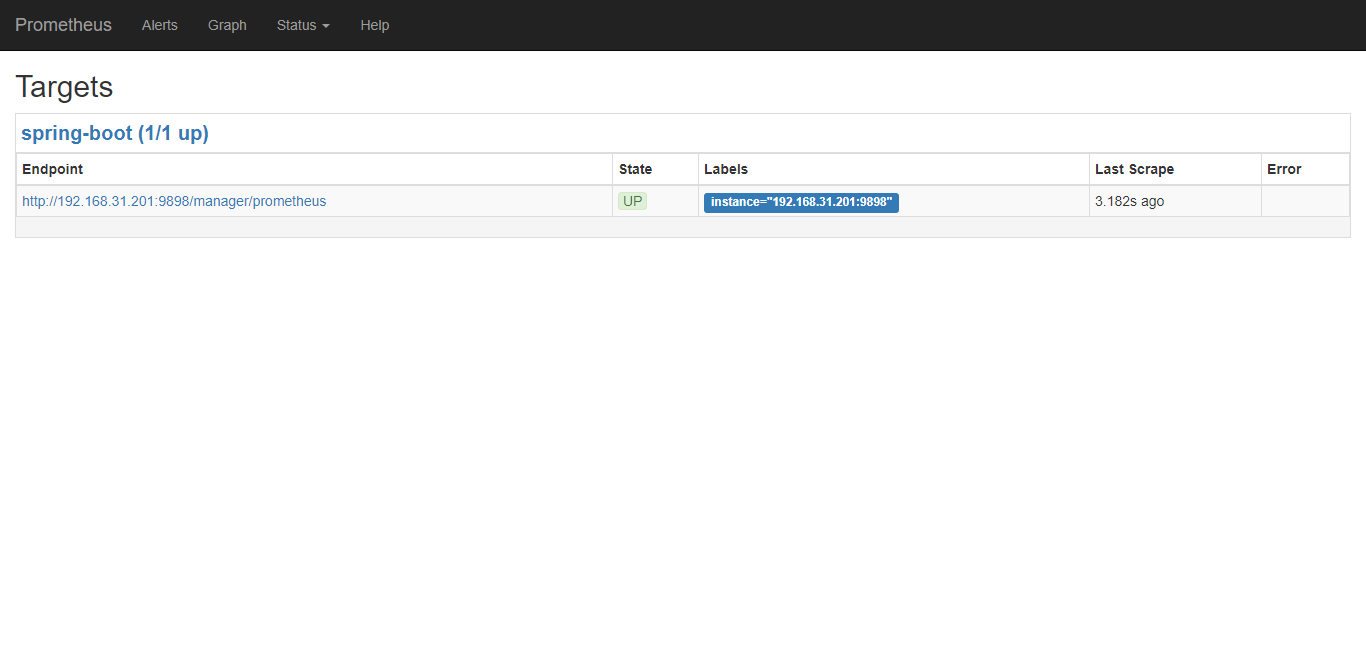 Prometheus Alerts Graph Status Help
Targets
spring-boot (1/1 up)
Endpoint State Labels Last Scrape Error
http://192.168.31.201:9898/manager/prometheus UP instance="192.168.31.201:9898" 3.182s ago